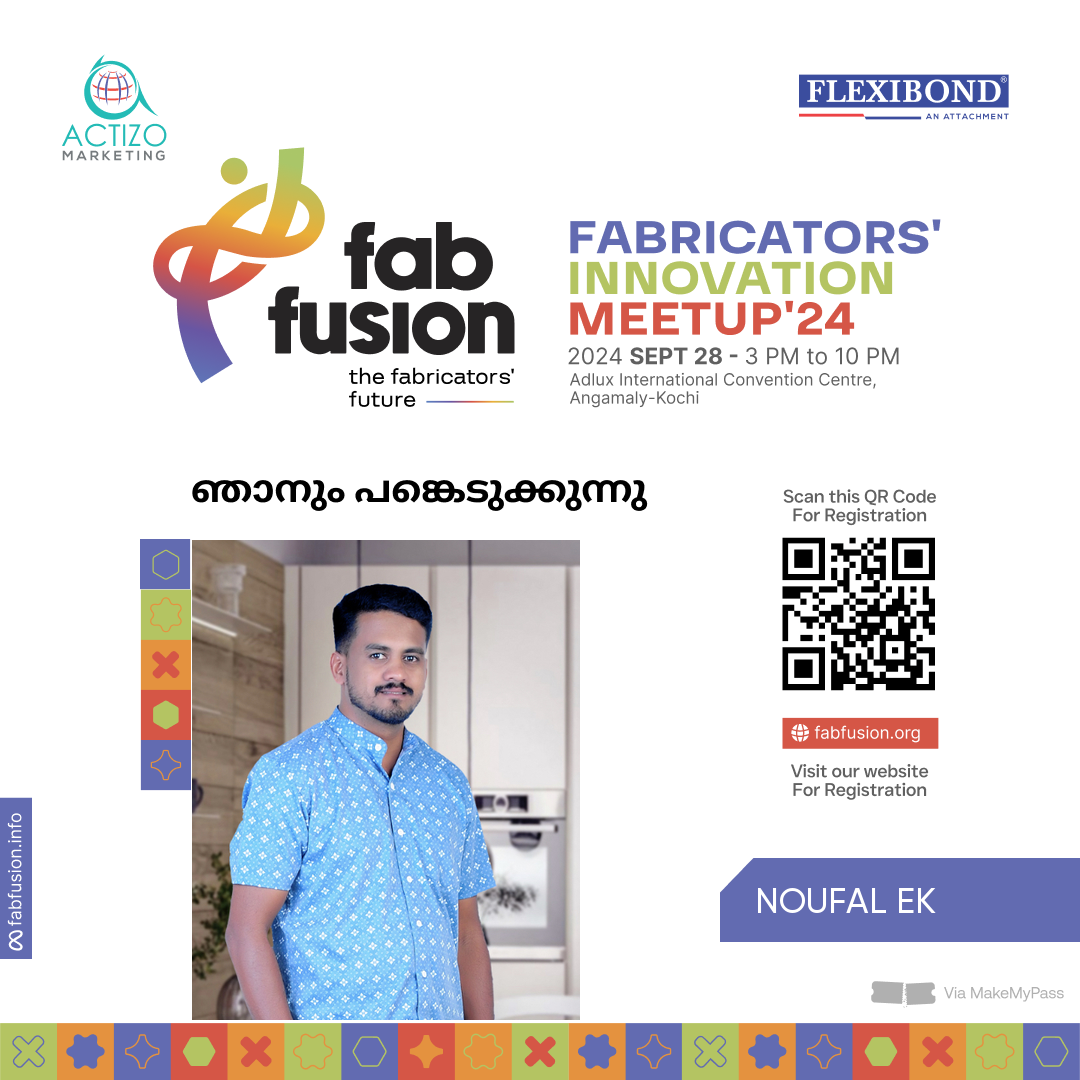 ACTIZO
MARKETING
FLEXIBOND®
AN ATTACHMENT
fab
fusion
the fabricators'
future
FABRICATORS'
INNOVATION
MEETUP'24
2024 SEPT 28 - 3 PM to 10 PM
Adlux International Convention Centre,
Angamaly-Kochi
ഞാനും പങ്കെടുക്കുന്നു
Scan this QR Code
For Registration
fabfusion.org
Visit our website
For Registration
fabfusion.info
NOUFAL EK
Via MakeMyPass